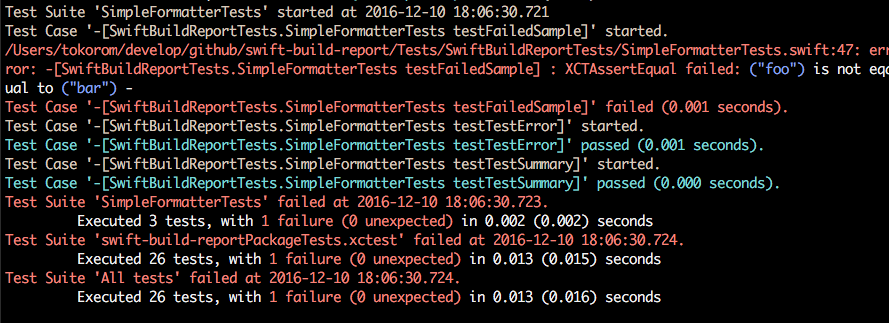 Test Suite 'SimpleFormatterTests' started at 2016-12-10 18:06:30.721
Test Case '-[SwiftBuildReportTests.SimpleFormatterTests testFailedSample]' started.
/Users/tokorom/develop/github/swift-build-report/Tests/SwiftBuildReportTests/SimpleFormatterTests.swift:47: err
ror: -[SwiftBuildReportTests.SimpleFormatterTests testFailedSample] : XCTAssertEqual failed: ("foo") is not eqq
ual to ("bar") -
Test Case '-[SwiftBuildReportTests.SimpleFormatterTests testFailedSample]' failed (0.001 seconds).
Test Case '-[SwiftBuildReportTests.SimpleFormatterTests testTestError]' started.
Test Case '-[SwiftBuildReportTests.SimpleFormatterTests testTestError]' passed (0.001 seconds).
Test Case '-[SwiftBuildReportTests.SimpleFormatterTests testTestSummary]' started.
Test Case '-[SwiftBuildReportTests.SimpleFormatterTests testTestSummary]' passed (0.000 seconds).
Test Suite 'SimpleFormatterTests' failed at 2016-12-10 18:06:30.723.
Executed 3 tests, with 1 failure (0 unexpected) in 0.002 (0.002) seconds
Test Suite 'swift-build-reportPackageTests.xctest' failed at 2016-12-10 18:06:30.724.
Executed 26 tests, with 1 failure (0 unexpected) in 0.013 (0.015) seconds
Test Suite 'All tests' failed at 2016-12-10 18:06:30.724.
Executed 26 tests, with 1 failure (0 unexpected) in 0.013 (0.016) seconds